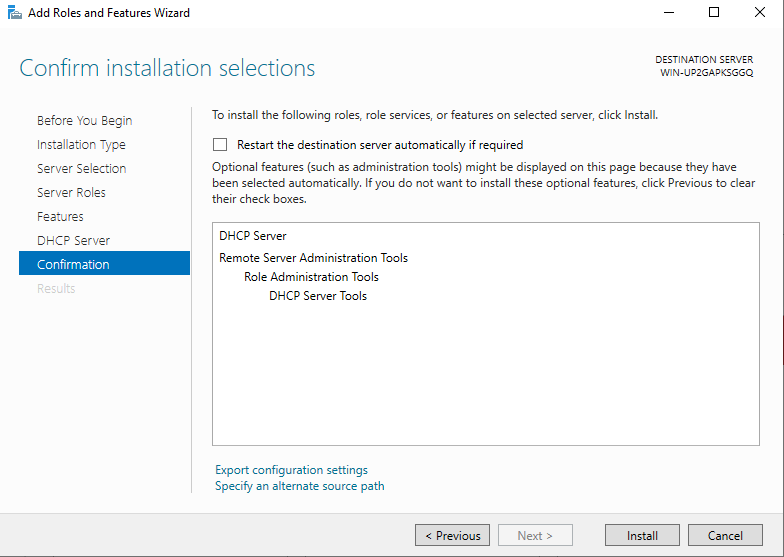 Add Roles and Features Wizard
Confirm installation selections
DESTINATION SERVER
WIN-UP2GAPKSGGQ
Before You Begin
Installation Type
Server Selection
Server Roles
Features
DHCP Server
Confirmation
Results
To install the following roles, role services, or features on selected server, click Install.
Restart the destination server automatically if required
Optional features (such as administration tools) might be displayed on this page because they have
been selected automatically. If you do not want to install these optional features, click Previous to clear
their check boxes.
DHCP Server
Remote Server Administration Tools
Role Administration Tools
DHCP Server Tools
Export configuration settings
Specify an alternate source path
< Previous
Next >
Install
Cancel